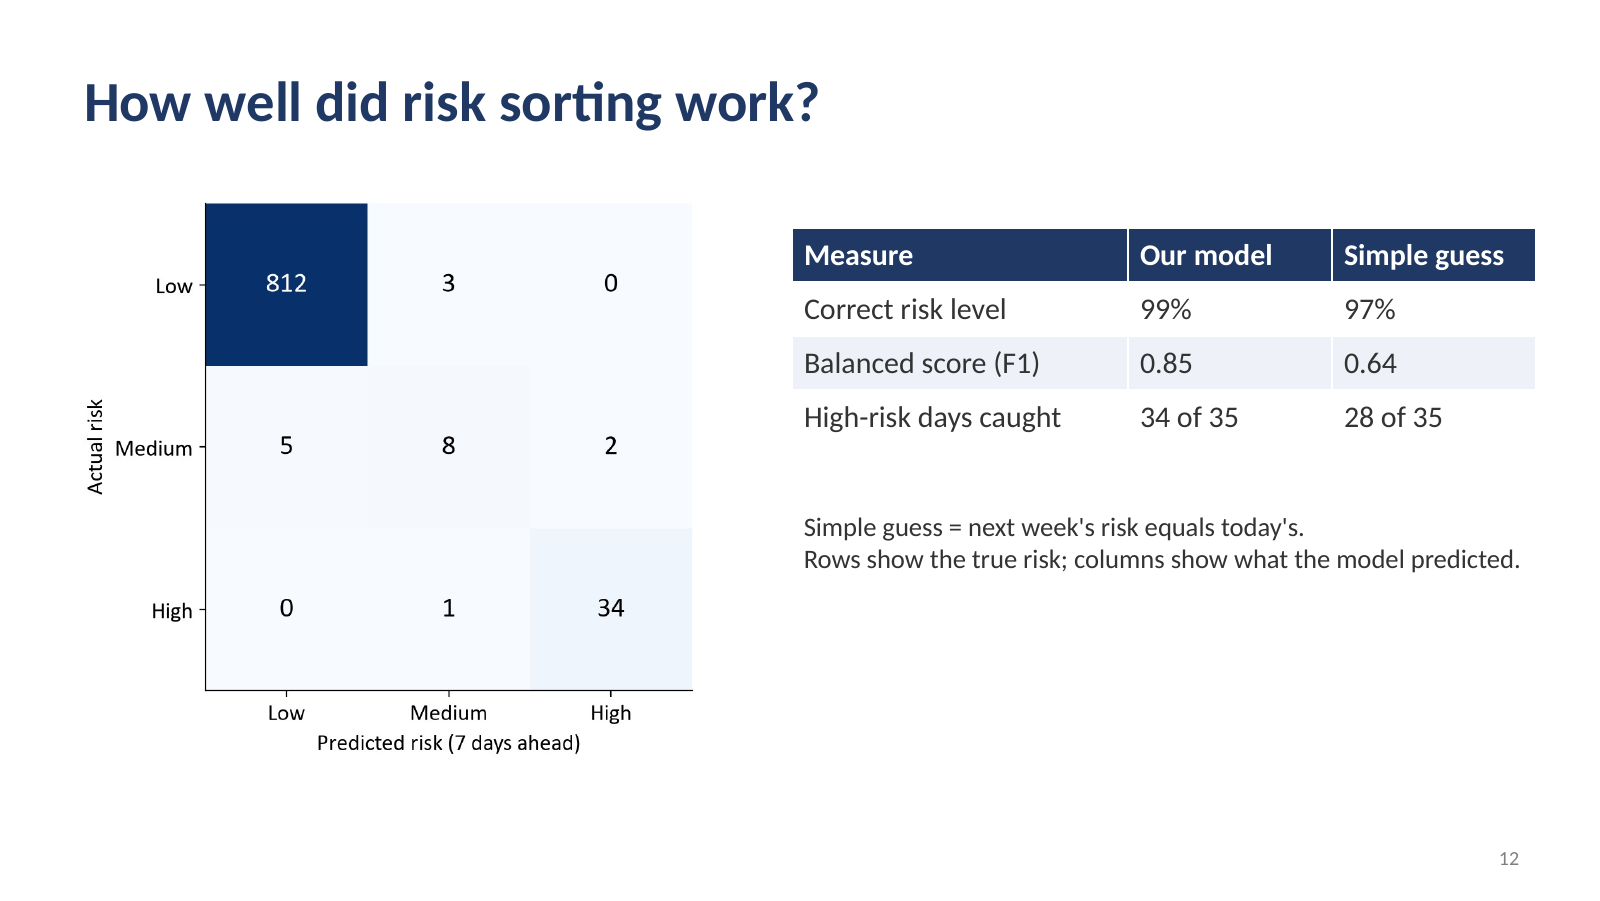 How well did risk sorting work?
Actual risk
Low 812 3 0
Medium 5 8 2
High 0 1 34
Low Medium High
Predicted risk (7 days ahead)
Measure Our model Simple guess
Correct risk level 99% 97%
Balanced score (F1) 0.85 0.64
High-risk days caught 34 of 35 28 of 35
Simple guess = next week's risk equals today's.
Rows show the true risk; columns show what the model predicted.
12